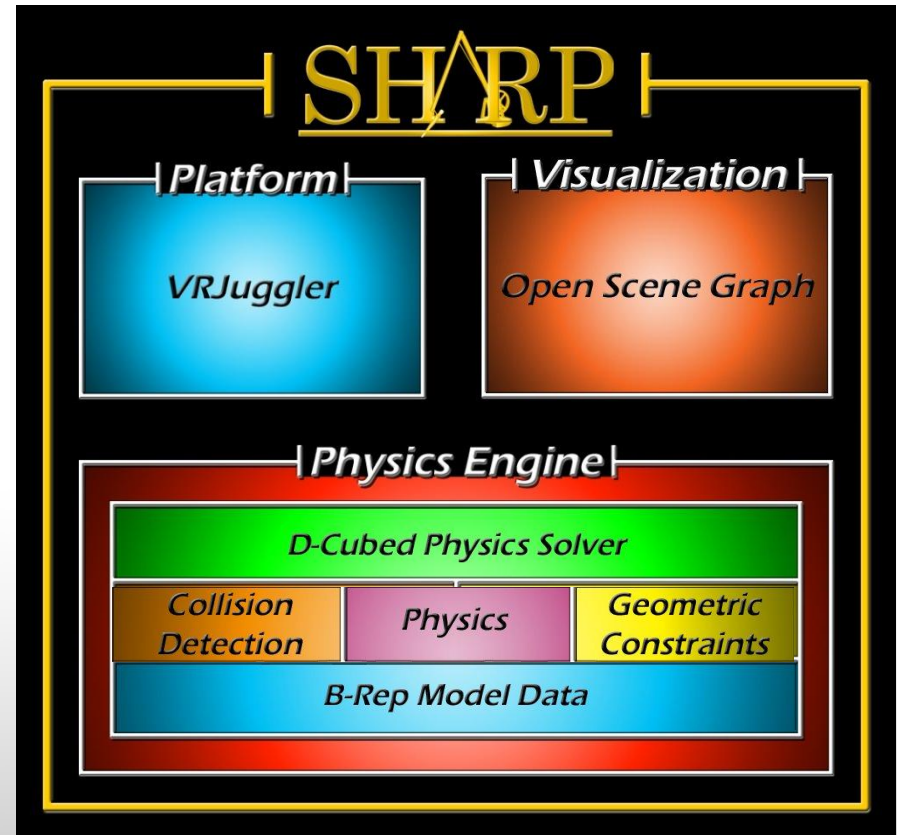 SHARP
Platform
Visualization
VRJuggler
Open Scene Graph
Physics Engine
D-Cubed Physics Solver
Collision
Detection
Physics
Geometric
Constraints
B-Rep Model Data